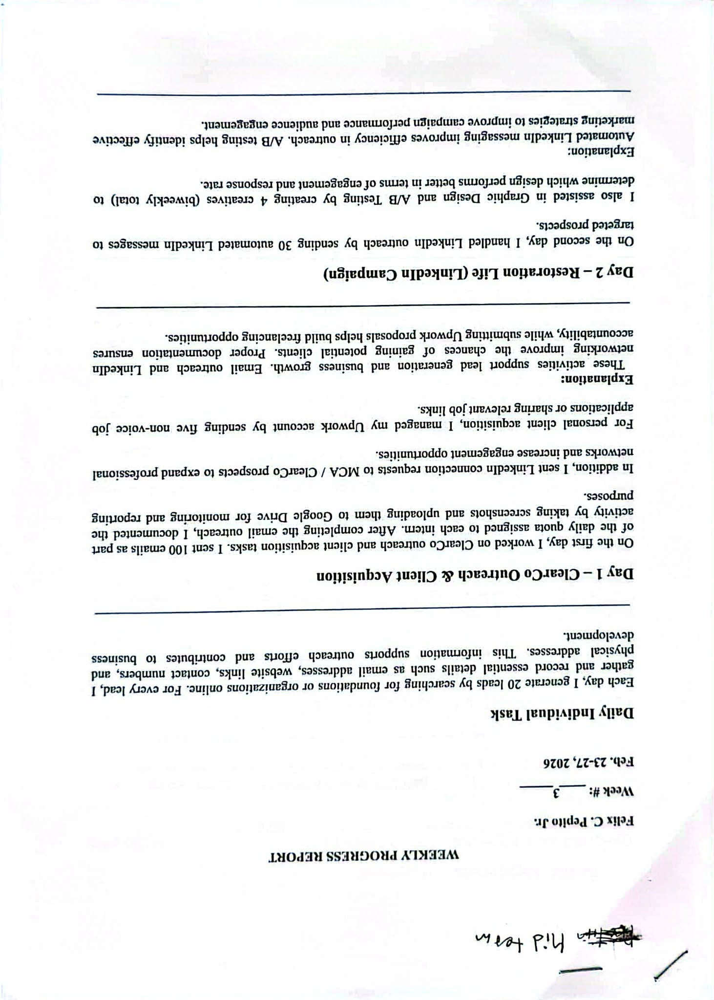 Mid term
WEEKLY PROGRESS REPORT
Felix C. Pepito Jr.
Week #: ____3_____
Feb. 23-27, 2026
Daily Individual Task
Each day, I generate 20 leads by searching for foundations or organizations online. For every lead, I
gather and record essential details such as email addresses, website links, contact numbers, and
physical addresses. This information supports outreach efforts and contributes to business
development.
Day 1 – ClearCo Outreach & Client Acquisition
On the first day, I worked on ClearCo outreach and client acquisition tasks. I sent 100 emails as part
of the daily quota assigned to each intern. After completing the email outreach, I documented the
activity by taking screenshots and uploading them to Google Drive for monitoring and reporting
purposes.
In addition, I sent LinkedIn connection requests to MCA / ClearCo prospects to expand professional
networks and increase engagement opportunities.
For personal client acquisition, I managed my Upwork account by sending five non-voice job
applications or sharing relevant job links.
Explanation:
These activities support lead generation and business growth. Email outreach and LinkedIn
networking improve the chances of gaining potential clients. Proper documentation ensures
accountability, while submitting Upwork proposals helps build freelancing opportunities.
Day 2 – Restoration Life (LinkedIn Campaign)
On the second day, I handled LinkedIn outreach by sending 30 automated LinkedIn messages to
targeted prospects.
I also assisted in Graphic Design and A/B Testing by creating 4 creatives (biweekly total) to
determine which design performs better in terms of engagement and response rate.
Explanation:
Automated LinkedIn messaging improves efficiency in outreach. A/B testing helps identify effective
marketing strategies to improve campaign performance and audience engagement.